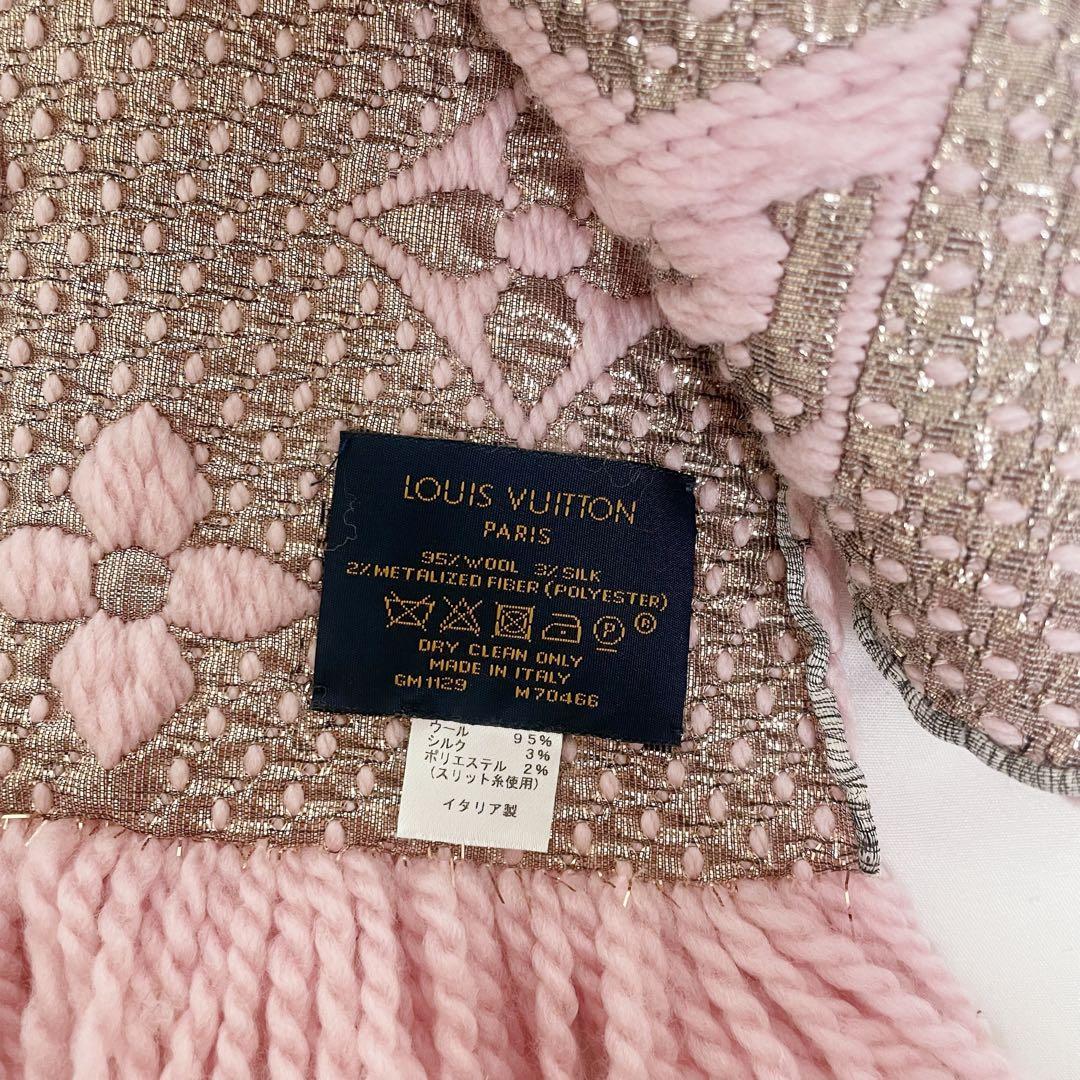 LOUIS VUITTON
PARIS
95% WOOL 3% SILK
2% METALIZED FIBER (POLYESTER)
P ®
DRY CLEAN ONLY
MADE IN ITALY
GM1129 M70466
ウール 95%
シルク 3%
ポリエステル 2%
(スリット糸使用)
イタリア製